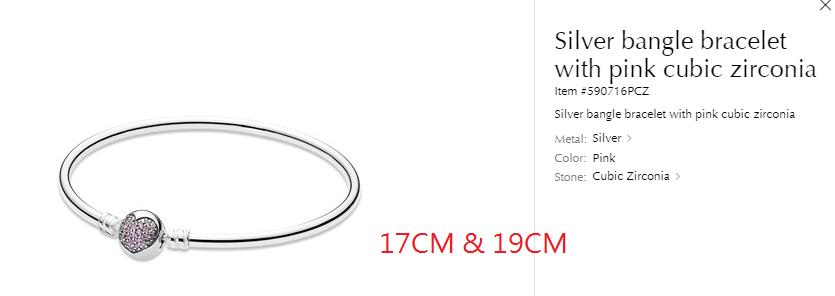 Silver bangle bracelet
with pink cubic zirconia
Item #590716PCZ
Silver bangle bracelet with pink cubic zirconia
Metal: Silver >
Color: Pink
Stone: Cubic Zirconia >
17CM & 19CM